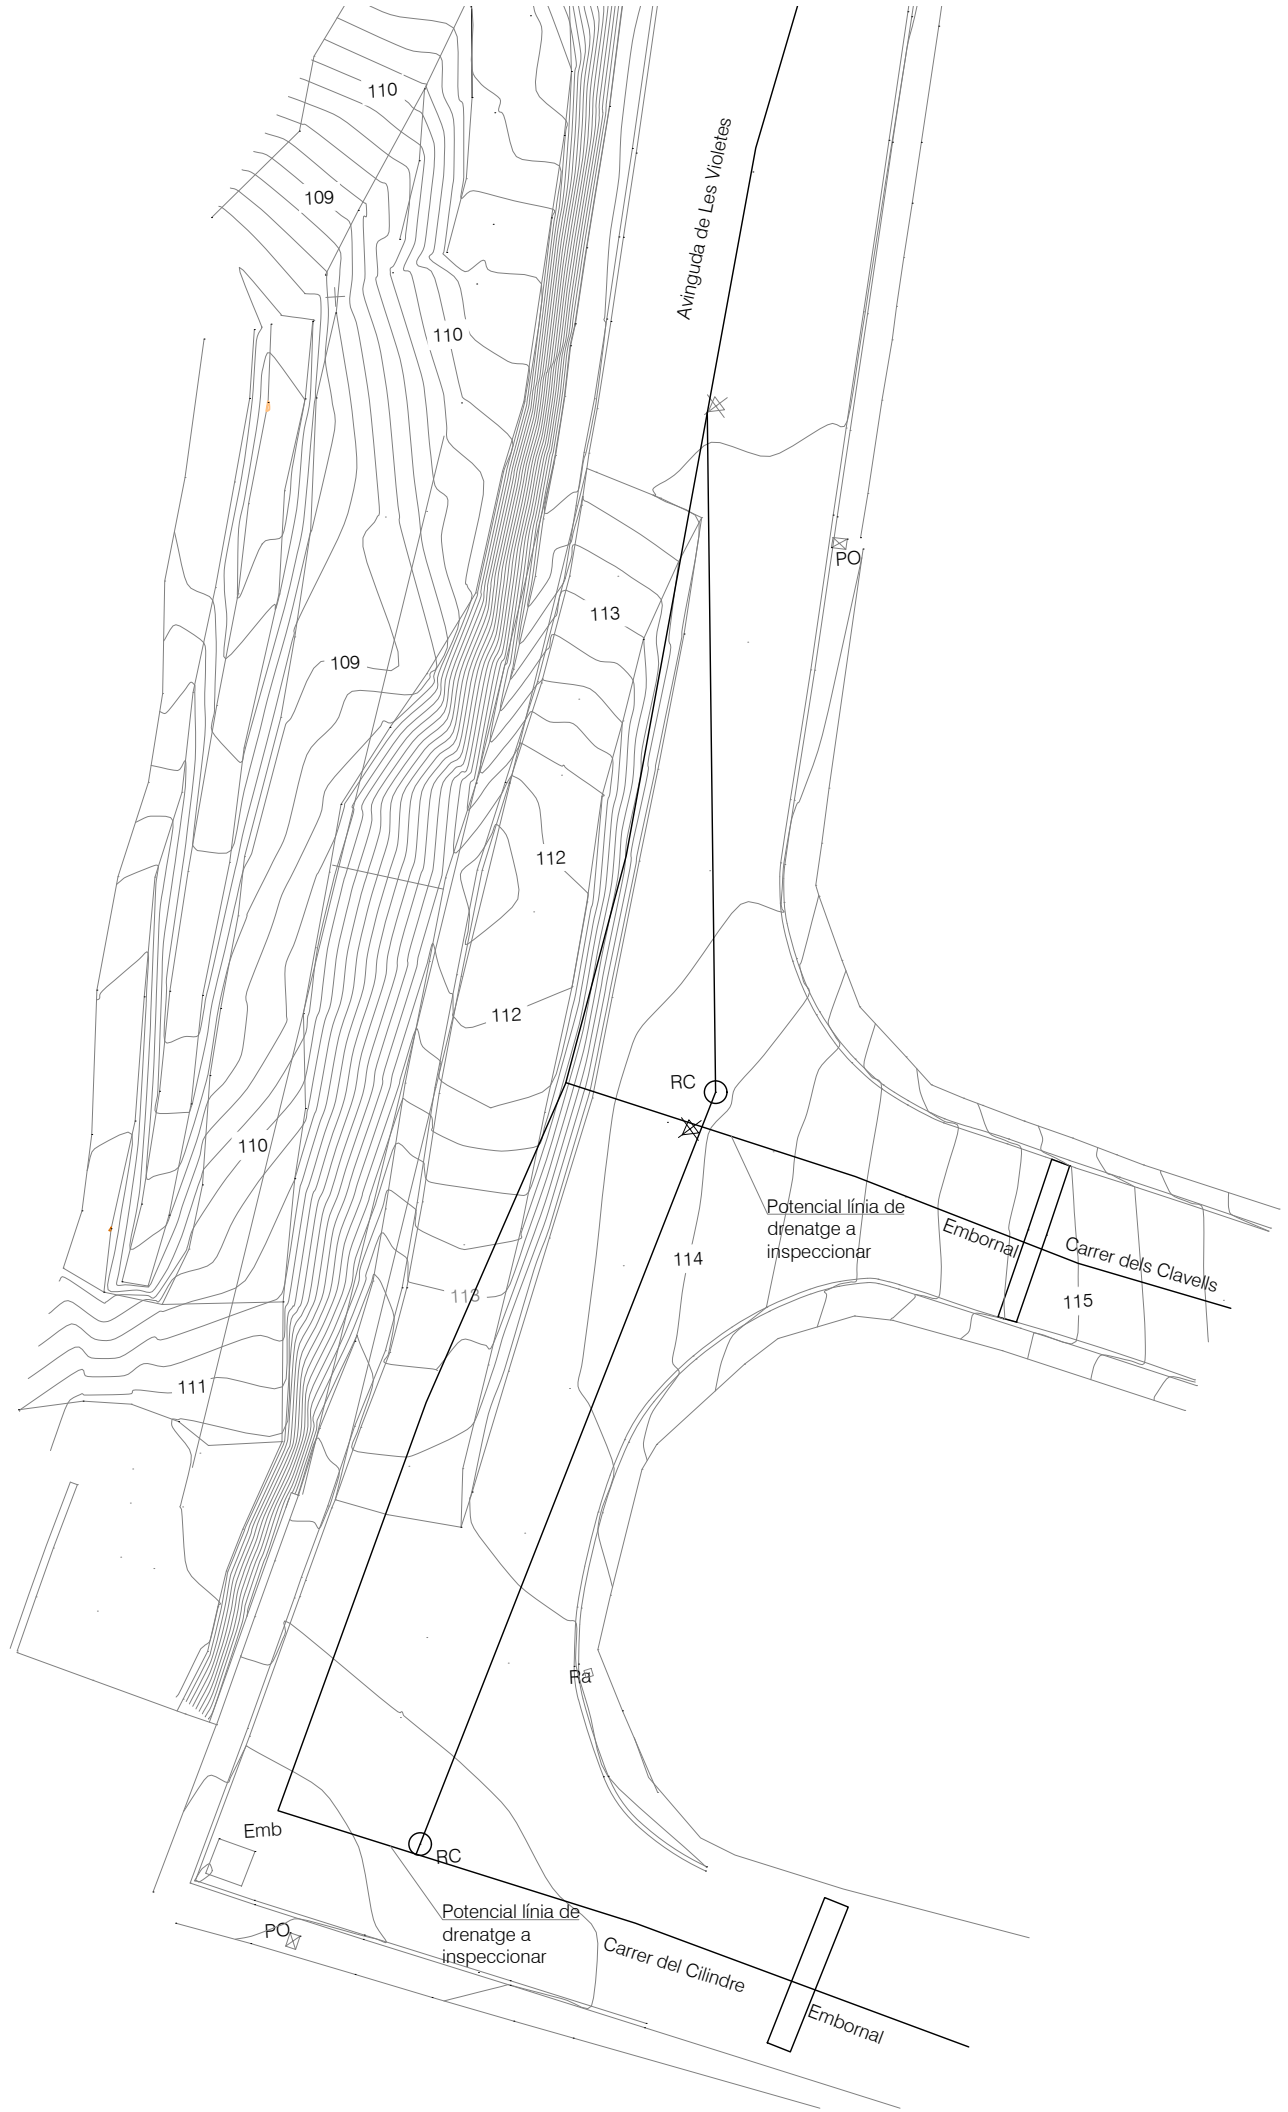 110
Avinguda de Les Violetes
109
110
PO
113
109
112
112
RC
110
Potencial línia de
drenatge a
inspeccionar
Embornal
Carrer dels Clavells
114
113
115
111
Ra
Emb
RC
Potencial línia de
drenatge a
inspeccionar
PO
Carrer del Cilindre
Embornal